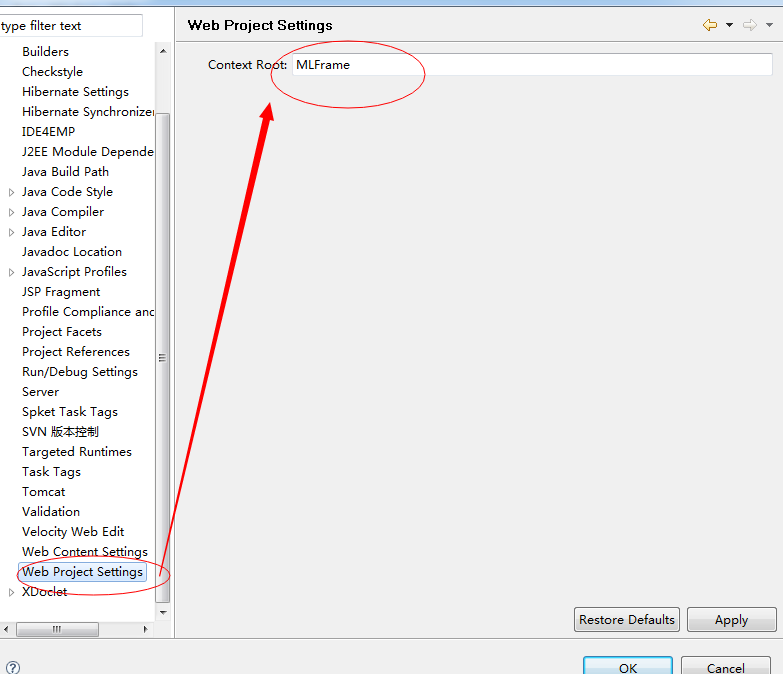 type filter text
Builders
Checkstyle
Hibernate Settings
Hibernate Synchronizer
IDE4EMP
J2EE Module Depende
Java Build Path
Java Code Style
Java Compiler
Java Editor
Javadoc Location
JavaScript Profiles
JSP Fragment
Profile Compliance and
Project Facets
Project References
Run/Debug Settings
Server
Spket Task Tags
SVN 版本控制
Targeted Runtimes
Task Tags
Tomcat
Validation
Velocity Web Edit
Web Content Settings
Web Project Settings
XDoclet
Web Project Settings
Context Root: MLFrame
Restore Defaults Apply
OK Cancel